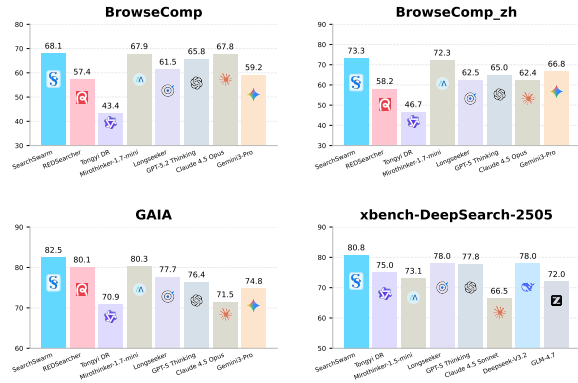 BrowseComp
80
70
60
50
40
30
68.1
57.4
43.4
67.9
61.5
65.8
67.8
59.2
SearchSwarm
REDSearcher
Tongyi DR
Mirothinker-1.7-mini
Longseeker
GPT-5.2 Thinking
Claude 4.5 Opus
Gemini3-Pro
BrowseComp_zh
90
80
70
60
50
40
30
73.3
58.2
46.7
72.3
62.5
65.0
62.4
66.8
SearchSwarm
REDSearcher
Tongyi DR
Mirothinker-1.7-mini
Longseeker
GPT-5 Thinking
Claude 4.5 Opus
Gemini3-Pro
GAIA
90
80
70
60
82.5
80.1
70.9
80.3
77.7
76.4
71.5
74.8
SearchSwarm
REDSearcher
Tongyi DR
Mirothinker-1.7-mini
Longseeker
GPT-5 Thinking
Claude 4.5 Opus
Gemini3-Pro
xbench-DeepSearch-2505
90
80
70
60
50
80.8
75.0
73.1
78.0
77.8
66.5
78.0
72.0
SearchSwarm
Tongyi DR
Mirothinker-1.5-mini
Longseeker
GPT-5 Thinking
Claude 4.5 Sonnet
Deepseek-V3.2
GLM-4.7